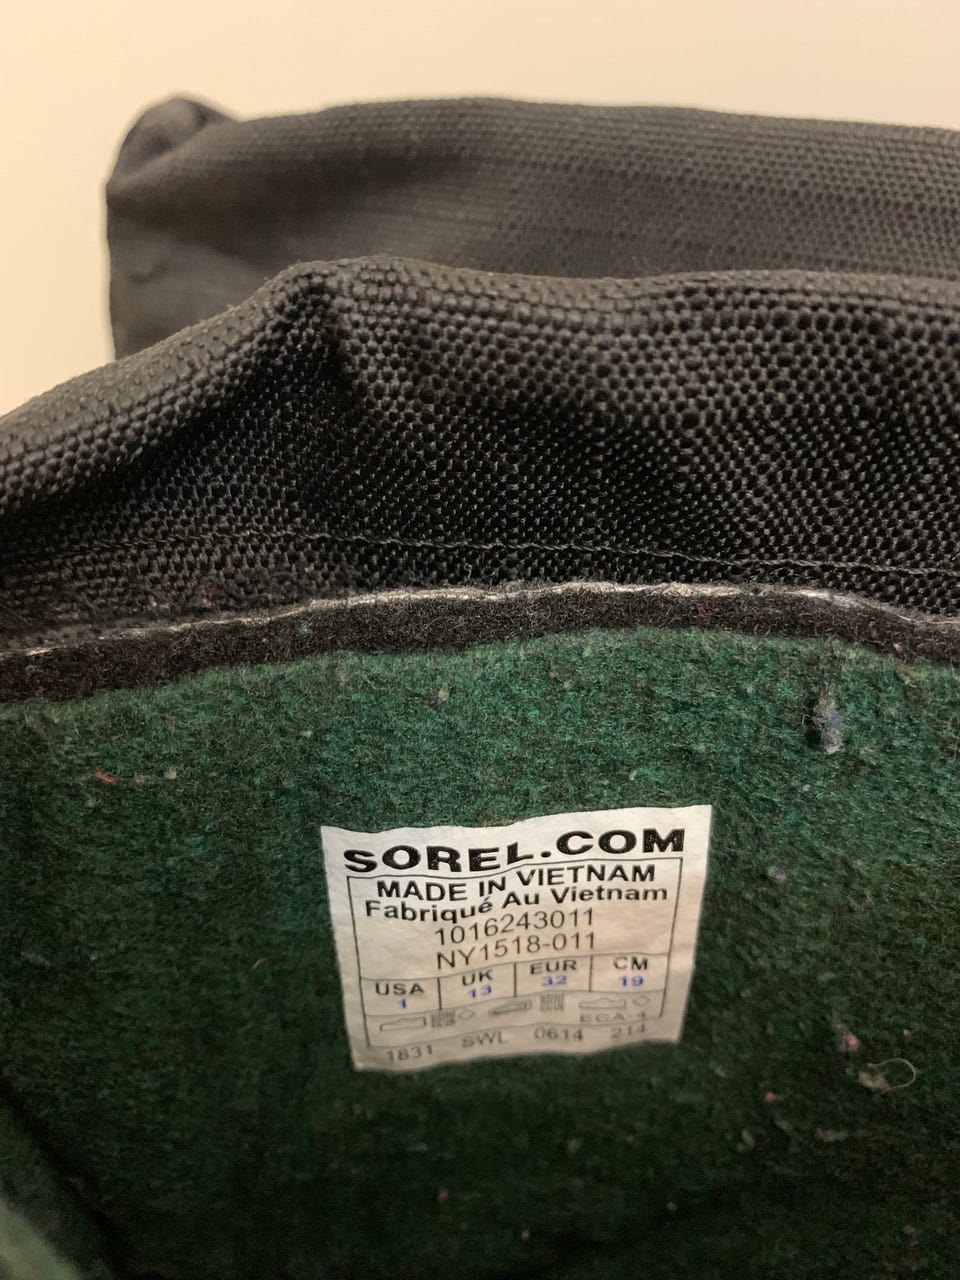 SOREL.COM
MADE IN VIETNAM
Fabriqué Au Vietnam
1016243011
NY1518-011
USA UK EUR CM
1 13 32 19
ECA-4
1831 SWL 0614 214